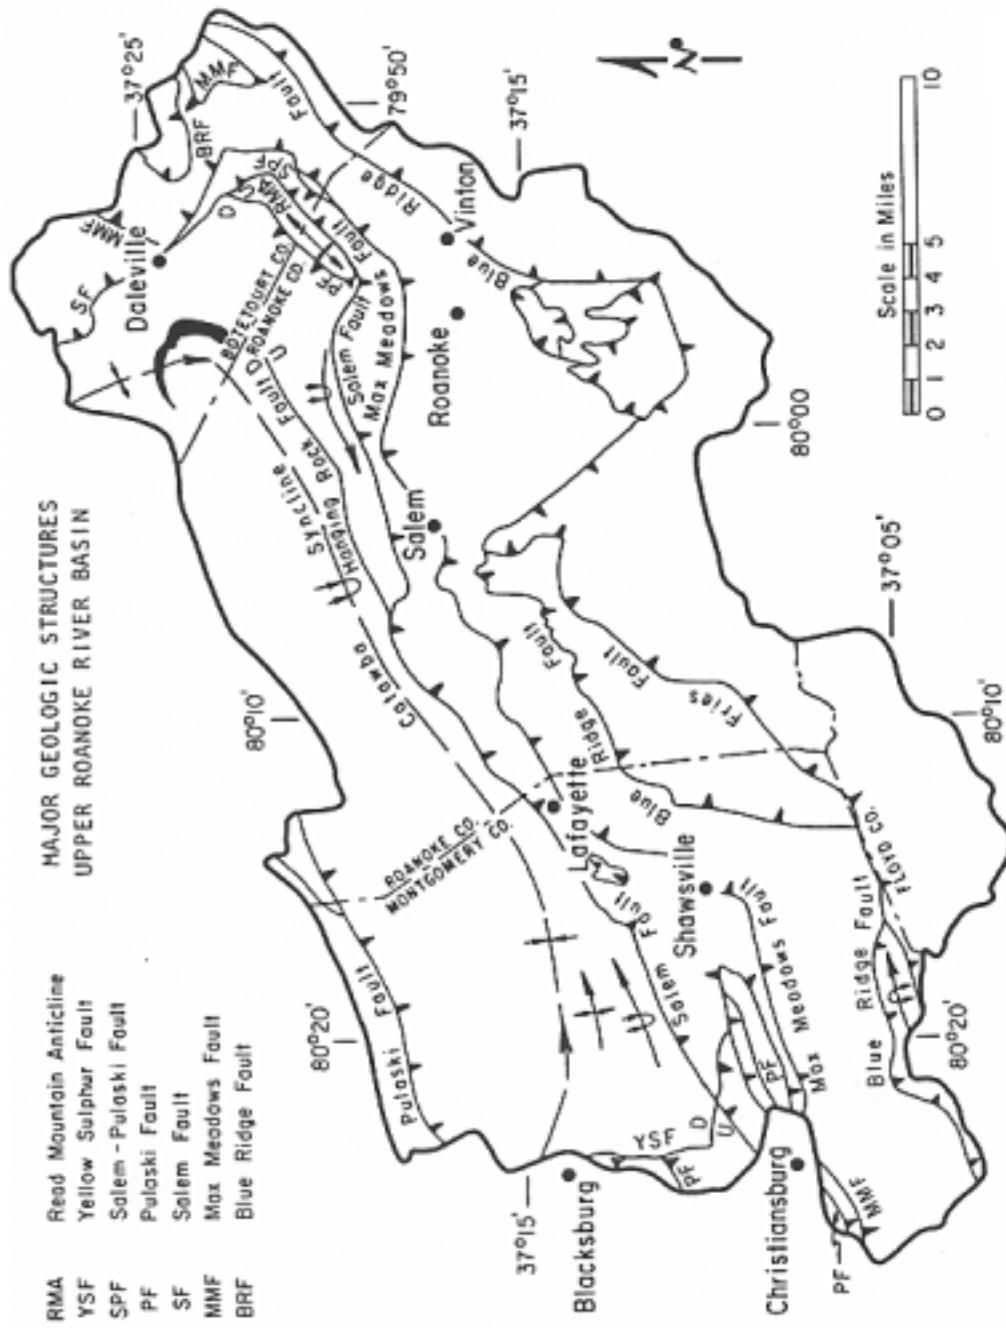 MAJOR GEOLOGIC STRUCTURES
UPPER ROANOKE RIVER BASIN
RMA Read Mountain Anticline
YSF Yellow Sulphur Fault
SPF Salem-Pulaski Fault
PF Pulaski Fault
SF Salem Fault
MMF Max Meadows Fault
BRF Blue Ridge Fault
37°25'
MMF
BRF
Fault
79°50'
MMF
SF
Daleville
D
SPF
RMA
U
BOTETOURT CO.
ROANOKE CO.
PF
Ridge
Vinton
37°15'
N
Salem Fault
Max Meadows Fault
Blue
Roanoke
Syncline
Hanging Rock Fault
D
U
Salem
80°00'
Scale in Miles
0 1 2 3 4 5 10
Catawba
80°10'
Fault
Ridge
Blue
Fault
Fries
37°05'
80°10'
Lafayette
ROANOKE CO.
MONTGOMERY CO.
Shawsville
FLOYD CO.
Pulaski Fault
80°20'
Salem Fault
Max Meadows Fault
Blue Ridge Fault
80°20'
PF
YSF
D
U
PF
37°15'
Blacksburg
Christiansburg
MMF
PF